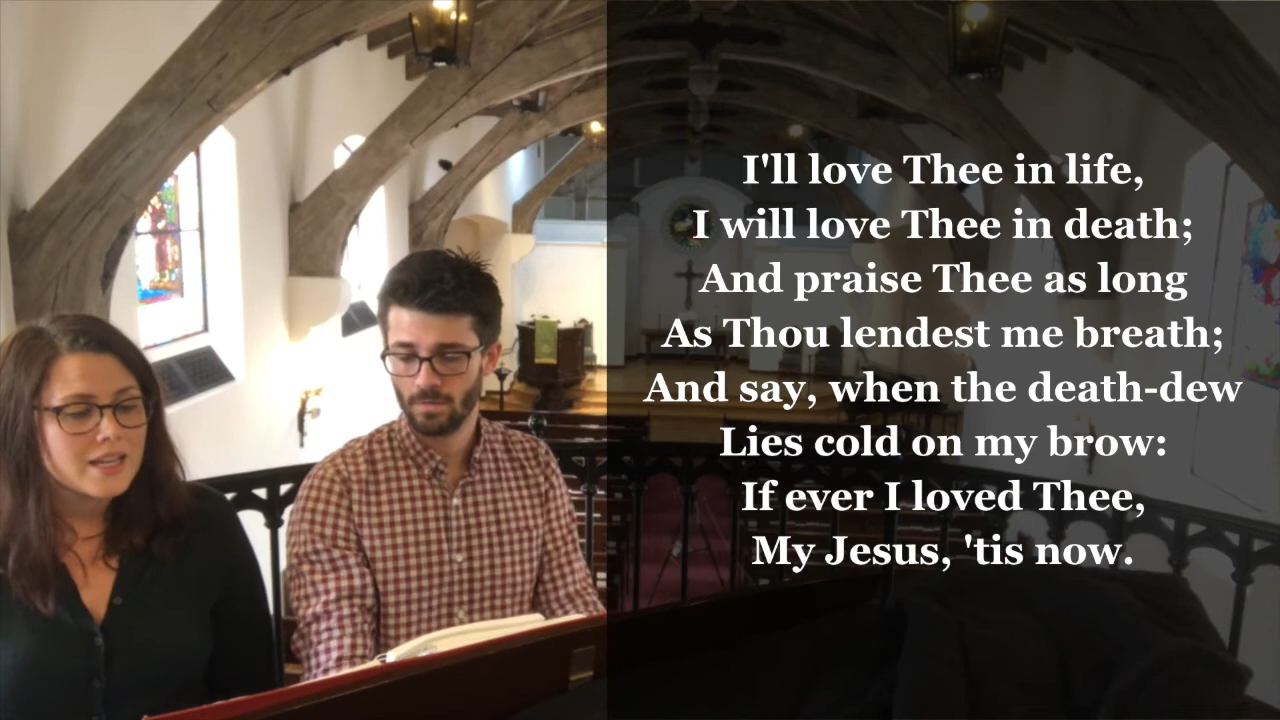 I'll love Thee in life,
I will love Thee in death;
And praise Thee as long
As Thou lendest me breath;
And say, when the death-dew
Lies cold on my brow:
If ever I loved Thee,
My Jesus, 'tis now.